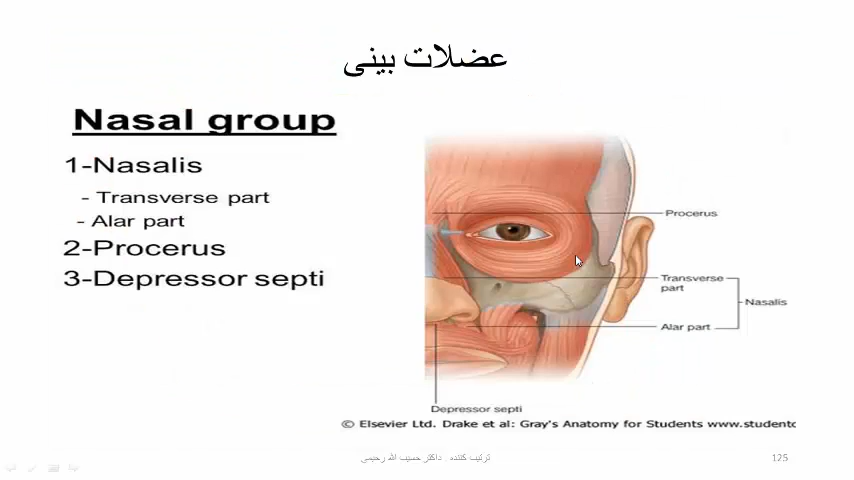 عضلات بینی
Nasal group
1-Nasalis
- Transverse part
- Alar part
2-Procerus
3-Depressor septi
Procerus
Transverse
part
Nasalis
Alar part
Depressor septi
© Elsevier Ltd. Drake et al: Gray's Anatomy for Students www.studentc
ترتیب کننده داکتر حسیب الله رحیمی
125